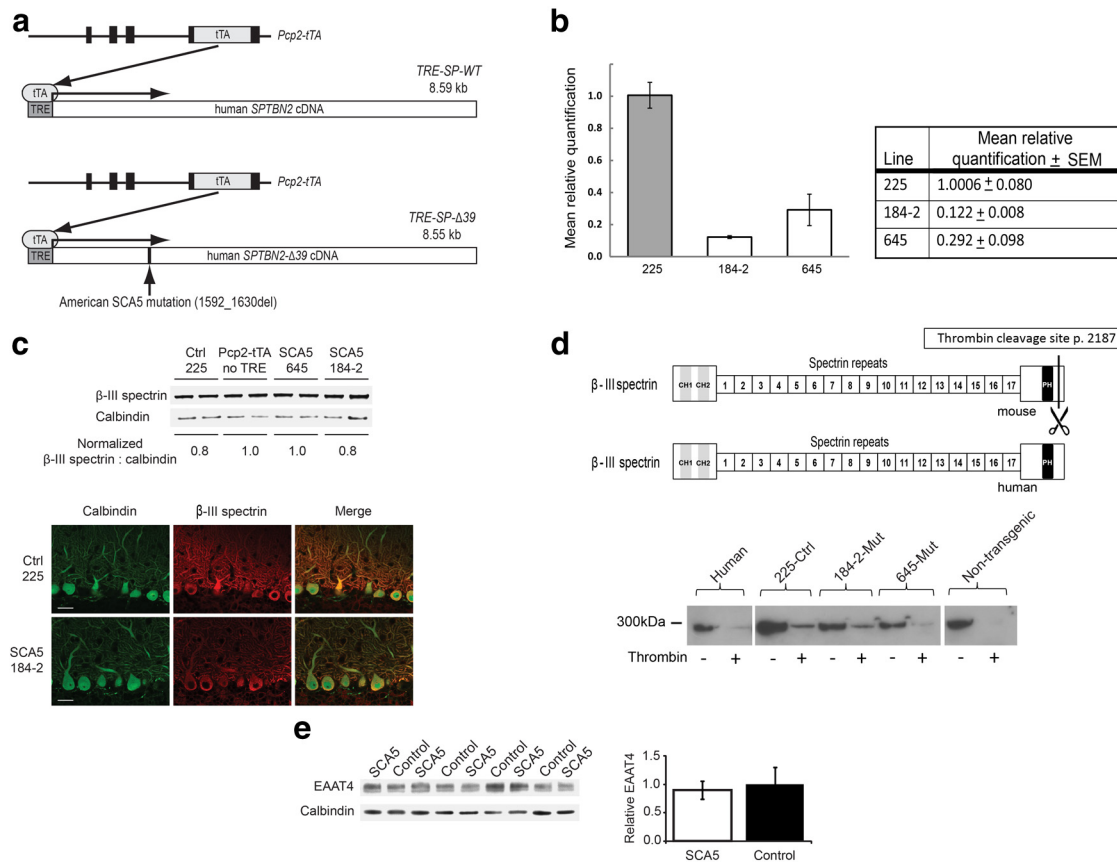 a
tTA
Pcp2-tTA
TRE-SP-WT
8.59 kb
tTA
TRE
human SPTBN2 cDNA
tTA
Pcp2-tTA
TRE-SP-Δ39
8.55 kb
tTA
TRE
human SPTBN2-Δ39 cDNA
American SCA5 mutation (1592_1630del)
b
Mean relative quantification
1.0
0.8
0.6
0.4
0.2
0.0
225 184-2 645
Line Mean relative quantification ± SEM
225 1.0006 ± 0.080
184-2 0.122 ± 0.008
645 0.292 ± 0.098
c
Ctrl 225
Pcp2-tTA no TRE
SCA5 645
SCA5 184-2
β-III spectrin
Calbindin
Normalized
β-III spectrin : calbindin
0.8 1.0 1.0 0.8
Calbindin β-III spectrin Merge
Ctrl
225
SCA5
184-2
d
Thrombin cleavage site p. 2187
Spectrin repeats
β-III spectrin
CH1 CH2 1 2 3 4 5 6 7 8 9 10 11 12 13 14 15 16 17 PH
mouse
Spectrin repeats
β-III spectrin
CH1 CH2 1 2 3 4 5 6 7 8 9 10 11 12 13 14 15 16 17 PH
human
Human 225-Ctrl 184-2-Mut 645-Mut Non-transgenic
300kDa
Thrombin - + - + - + - + - +
e
SCA5 Control SCA5 Control SCA5 Control SCA5 Control SCA5
EAAT4
Calbindin
Relative EAAT4
1.5
1.0
0.5
0.0
SCA5 Control